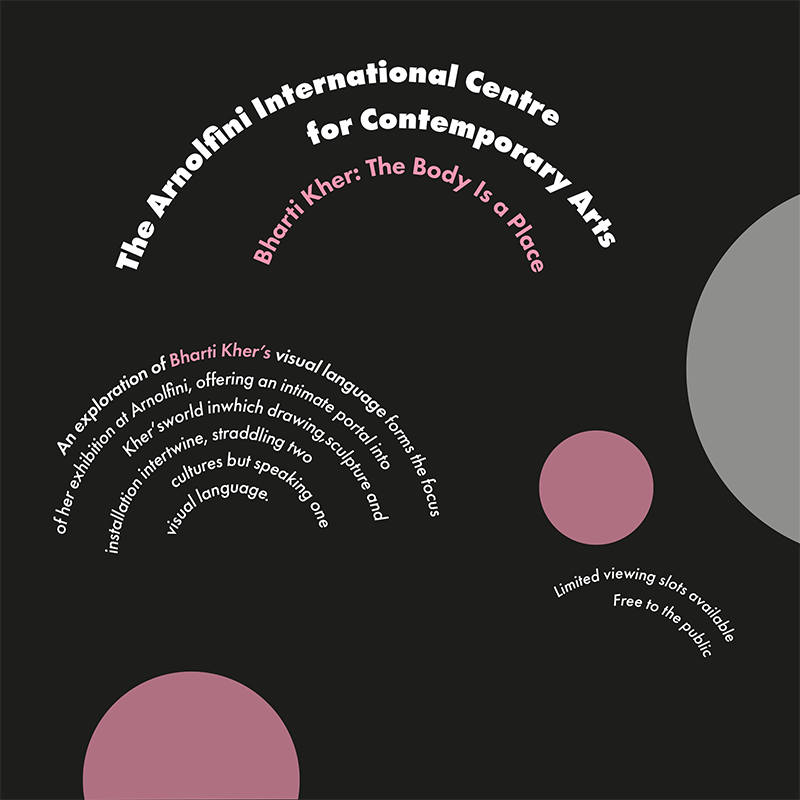 The Arnolfini International Centre
for Contemporary Arts
Bharti Kher: The Body Is a Place
An exploration of Bharti Kher's visual language forms the focus
of her exhibition at Arnolfini, offering an intimate portal into
Kher'sworld inwhich drawing,sculpture and
installation intertwine, straddling two
cultures but speaking one
visual language.
Limited viewing slots available
Free to the public